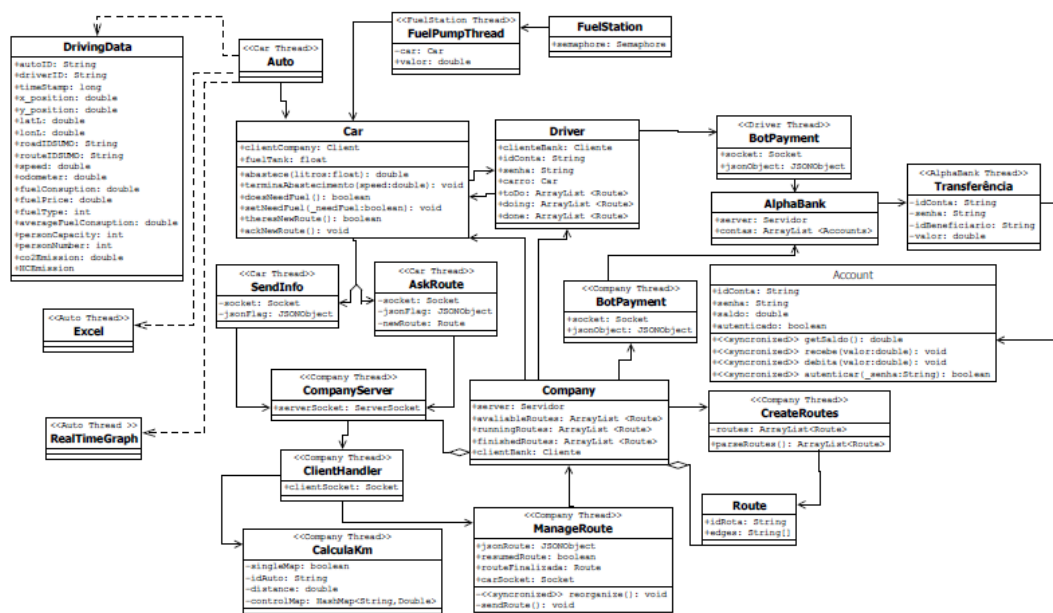 DrivingData
+autoID: String
+driverID: String
+timeStamp: long
+x_position: double
+y_position: double
+latL: double
+lonL: double
+roadIDSUMO: String
+routeIDSUMO: String
+speed: double
+odometer: double
+fuelConsuption: double
+fuelPrice: double
+fuelType: int
+averageFuelConsuption: double
+personCapacity: int
+personNumber: int
+co2Emission: double
+HCEmission
<<Car Thread>>
Auto
<<FuelStation Thread>>
FuelPumpThread
-car: Car
+valor: double
FuelStation
+semaphore: Semaphore
Car
+clientCompany: Client
+fuelTank: float
+abastece(litros:float): double
+terminaAbastecimento(speed:double): void
+doesNeedFuel(): boolean
+setNeedFuel(_needFuel:boolean): void
+theresNewRoute(): boolean
+ackNewRoute(): void
Driver
+clienteBank: Cliente
+idConta: String
+senha: String
+carro: Car
+toDo: ArrayList <Route>
+doing: ArrayList <Route>
+done: ArrayList <Route>
<<Driver Thread>>
BotPayment
+socket: Socket
+jsonObject: JSONObject
AlphaBank
+server: Servidor
+contas: ArrayList <Accounts>
<<AlphaBank Thread>>
Transferência
-idConta: String
-senha: String
-idBeneficiario: String
-valor: double
<<Car Thread>>
SendInfo
-socket: Socket
-jsonFlag: JSONObject
<<Car Thread>>
AskRoute
-socket: Socket
-jsonFlag: JSONObject
-newRoute: Route
<<Company Thread>>
BotPayment
+socket: Socket
+jsonObject: JSONObject
Account
+idConta: String
+senha: String
+saldo: double
+autenticado: boolean
+<<syncronized>> getSaldo(): double
+<<syncronized>> recebe(valor:double): void
+<<syncronized>> debita(valor:double): void
+<<syncronized>> autenticar(_senha:String): boolean
<<Auto Thread>>
Excel
<<Auto Thread >>
RealTimeGraph
<<Company Thread>>
CompanyServer
+serverSocket: ServerSocket
Company
+server: Servidor
+avaliableRoutes: ArrayList <Route>
+runningRoutes: ArrayList <Route>
+finishedRoutes: ArrayList <Route>
+clientBank: Cliente
<<Company Thread>>
CreateRoutes
-routes: ArrayList<Route>
+parseRoutes(): ArrayList<Route>
<<Company Thread>>
ClientHandler
+clientSocket: Socket
Route
+idRota: String
+edges: String[]
<<Company Thread>>
CalculaKm
-singleMap: boolean
-idAuto: String
-distance: double
-controlMap: HashMap<String,Double>
<<Company Thread>>
ManageRoute
+jsonRoute: JSONObject
+resumedRoute: boolean
+routeFinalizada: Route
+carSocket: Socket
-<<syncronized>> reorganize(): void
-sendRoute(): void